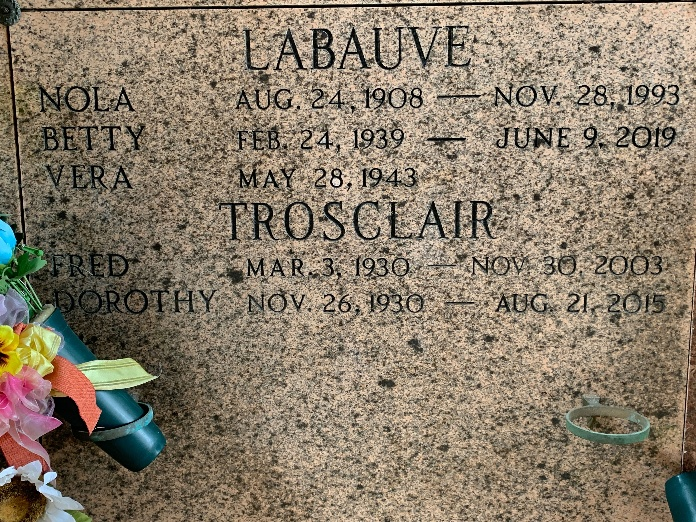 LABAUVE
NOLA AUG. 24, 1908 — NOV. 28, 1993
BETTY FEB. 24, 1939 — JUNE 9, 2019
VERA MAY 28, 1943
TROSCLAIR
FRED MAR. 3, 1930 — NOV. 30, 2003
DOROTHY NOV. 26, 1930 — AUG. 21, 2015